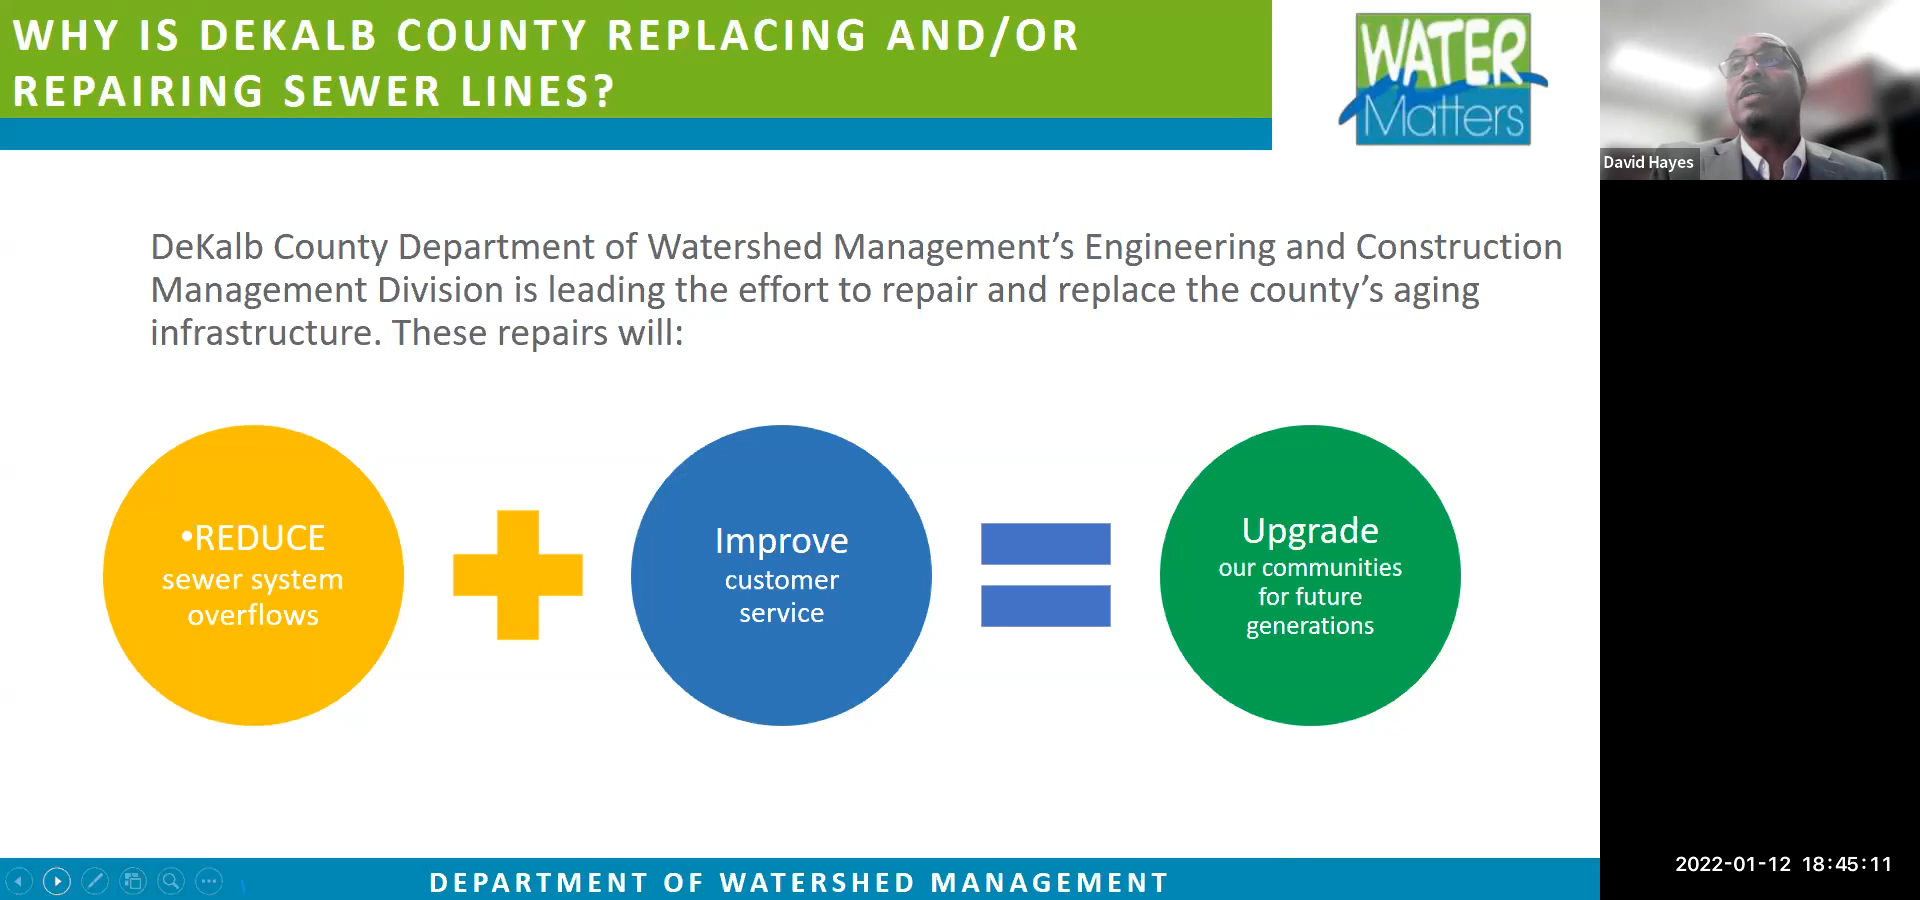 WHY IS DEKALB COUNTY REPLACING AND/OR
REPAIRING SEWER LINES?
WATER
Matters
David Hayes
DeKalb County Department of Watershed Management’s Engineering and Construction
Management Division is leading the effort to repair and replace the county’s aging
infrastructure. These repairs will:
•REDUCE
sewer system
overflows
Improve
customer
service
Upgrade
our communities
for future
generations
DEPARTMENT OF WATERSHED MANAGEMENT
2022-01-12 18:45:11